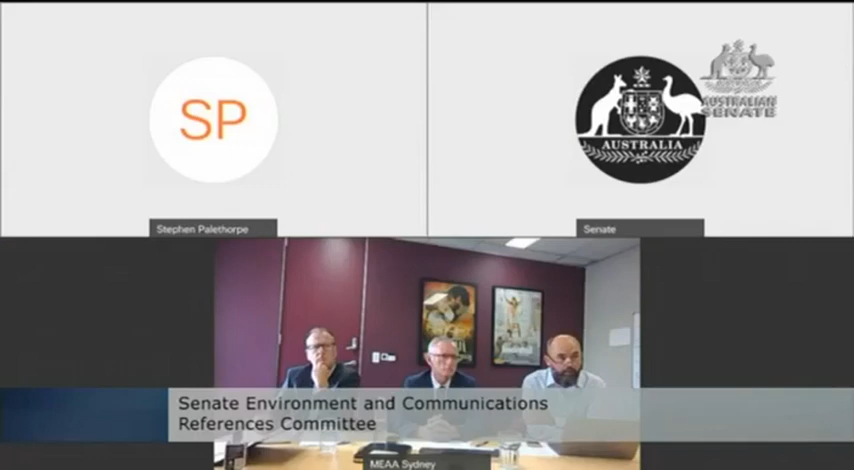 SP
AUSTRALIA
AUSTRALIAN
SENATE
Stephen Palethorpe
Senate
Senate Environment and Communications
References Committee
MEAA Sydney